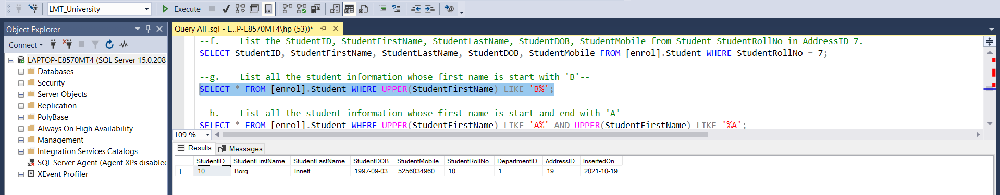 LMT_University
Execute
Object Explorer
Query All .sql - L...P-E8570MT4\hp (53))*
Connect
LAPTOP-E8570MT4 (SQL Server 15.0.208
Databases
Security
Server Objects
Replication
PolyBase
Always On High Availability
Management
Integration Services Catalogs
SQL Server Agent (Agent XPs disabled
XEvent Profiler
--f.    List the StudentID, StudentFirstName, StudentLastName, StudentDOB, StudentMobile from Student StudentRollNo in AddressID 7.
SELECT StudentID, StudentFirstName, StudentLastName, StudentDOB, StudentMobile FROM [enrol].Student WHERE StudentRollNo = 7;
--g.    List all the student information whose first name is start with 'B'--
SELECT * FROM [enrol].Student WHERE UPPER(StudentFirstName) LIKE 'B%';
--h.    List all the student information whose first name is start and end with 'A'--
SELECT * FROM [enrol].Student WHERE UPPER(StudentFirstName) LIKE 'A%' AND UPPER(StudentFirstName) LIKE '%A';
109 %
Results Messages
StudentID StudentFirstName StudentLastName StudentDOB StudentMobile StudentRollNo DepartmentID AddressID InsertedOn
1 10 Borg Innett 1997-09-03 5256034960 10 1 19 2021-10-19